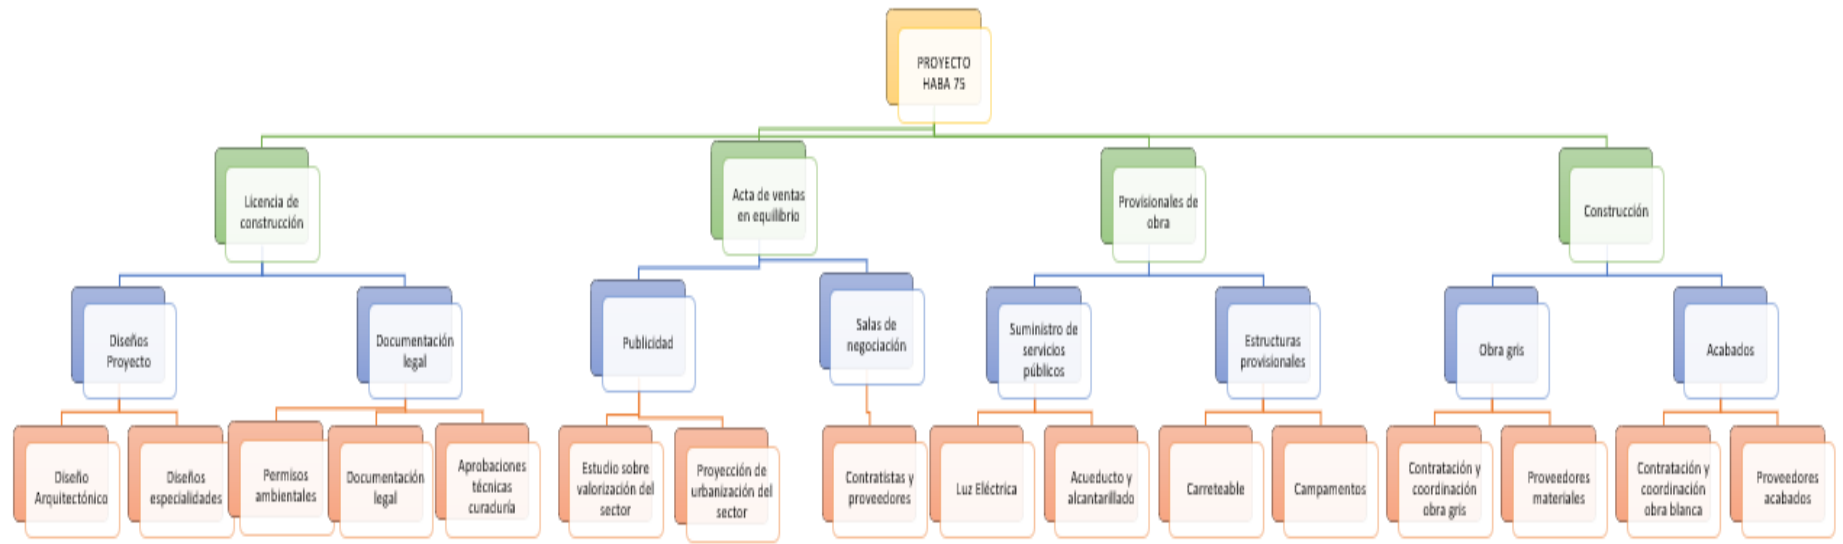 PROYECTO
HABA 75
Licencia de
construcción
Acta de ventas
en equilibrio
Provisionales de
obra
Construcción
Diseños
Proyecto
Documentación
legal
Publicidad
Salas de
negociación
Suministro de
servicios
públicos
Estructuras
provisionales
Obra gris
Acabados
Diseño
Arquitectónico
Diseños
especialidades
Permisos
ambientales
Documentación
legal
Aprobaciones
técnicas
curaduría
Estudio sobre
valorización del
sector
Proyección de
urbanización del
sector
Contratistas y
proveedores
Luz Eléctrica
Acueducto y
alcantarillado
Carreteable
Campamentos
Contratación y
coordinación
obra gris
Proveedores
materiales
Contratación y
coordinación
obra blanca
Proveedores
acabados